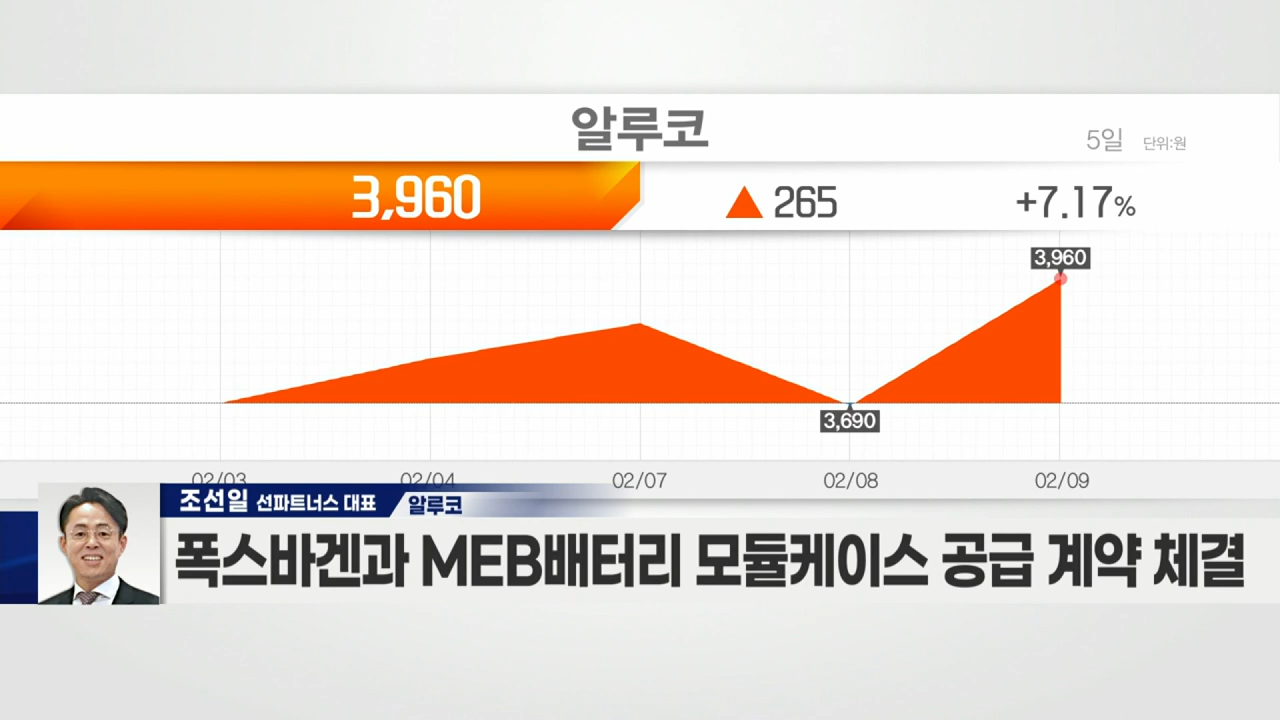 알루코
5일 단위:원
3,960 ▲ 265 +7.17%
3,960
3,690
02/03 02/04 02/07 02/08 02/09
조선일 선파트너스 대표 알루코
폭스바겐과 MEB배터리 모듈케이스 공급 계약 체결